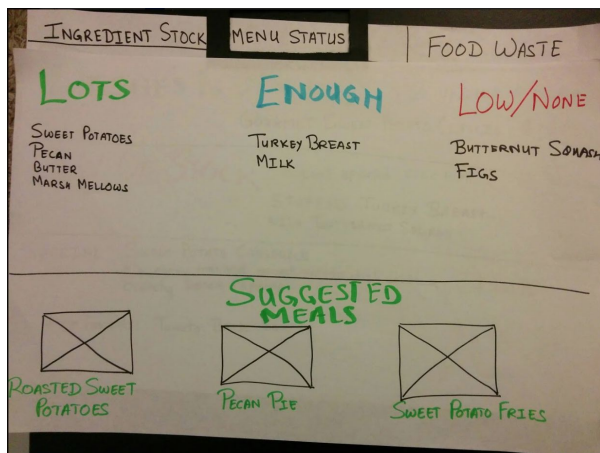 INGREDIENT STOCK
MENU STATUS
FOOD WASTE
LOTS
ENOUGH
LOW/NONE
SWEET POTATOES
PECAN
BUTTER
MARSH MELLOWS
TURKEY BREAST
MILK
BUTTERNUT SQUASH
FIGS
SUGGESTED
MEALS
ROASTED SWEET
POTATOES
PECAN PIE
SWEET POTATO FRIES